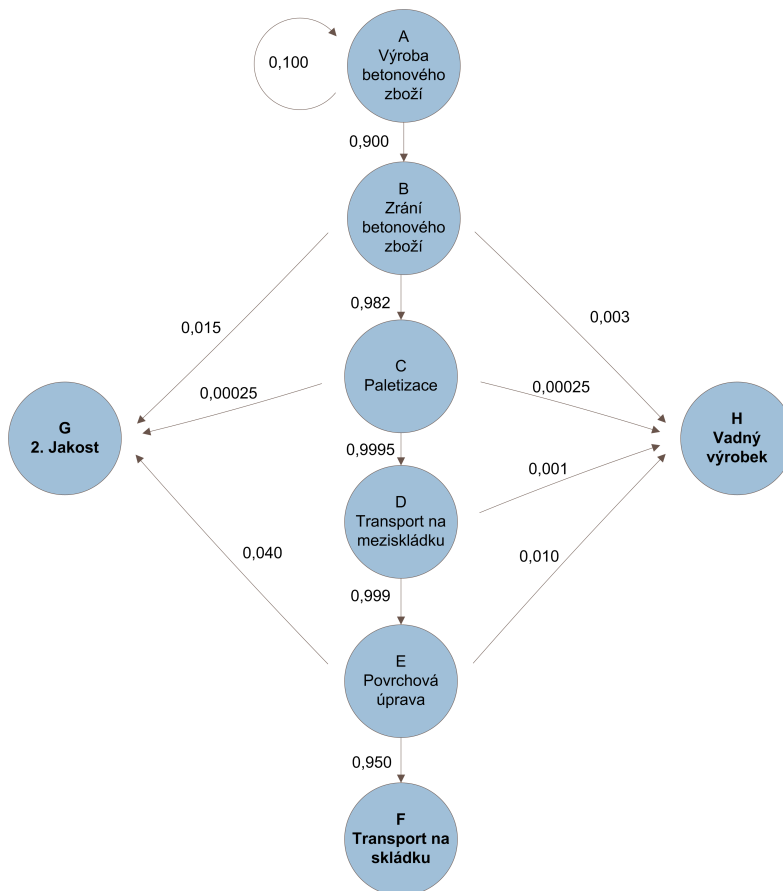 A
Výroba
betonového
zboží
0,100
0,900
B
Zrání
betonového
zboží
0,982
0,015
0,003
C
Paletizace
0,00025
0,00025
G
2. Jakost
H
Vadný
výrobek
0,9995
0,001
D
Transport na
meziskládku
0,040
0,010
0,999
E
Povrchová
úprava
0,950
F
Transport na
skládku